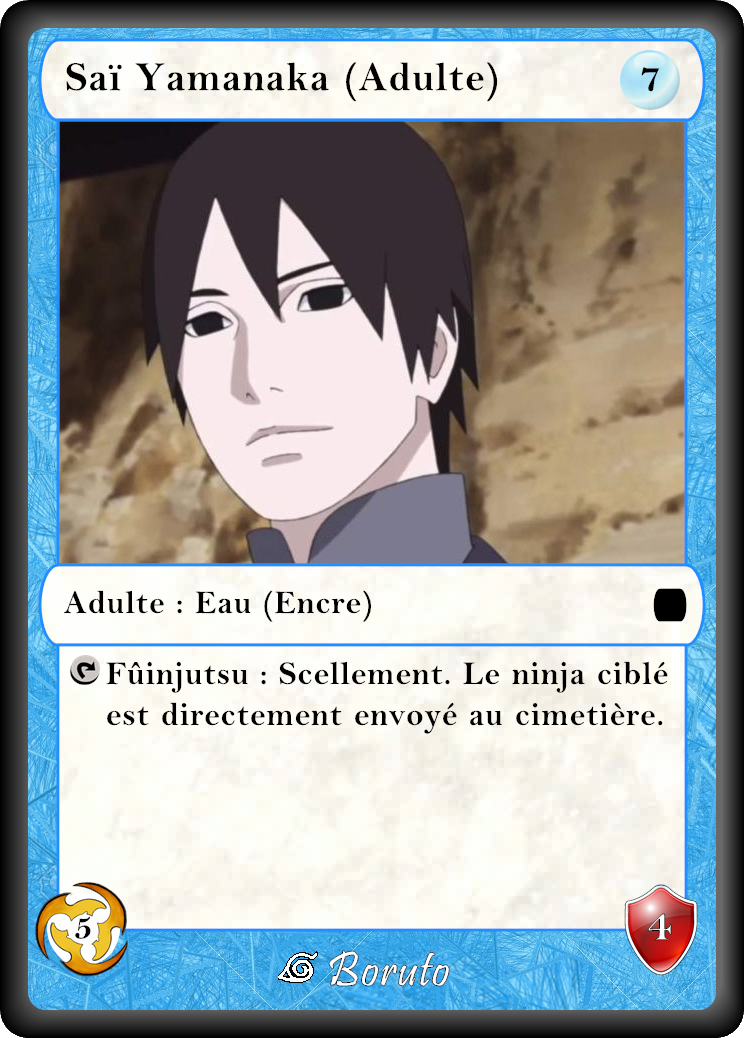 Saï Yamanaka (Adulte) 7
Adulte : Eau (Encre)
Fûinjutsu : Scellement. Le ninja ciblé
est directement envoyé au cimetière.
5
4
Boruto